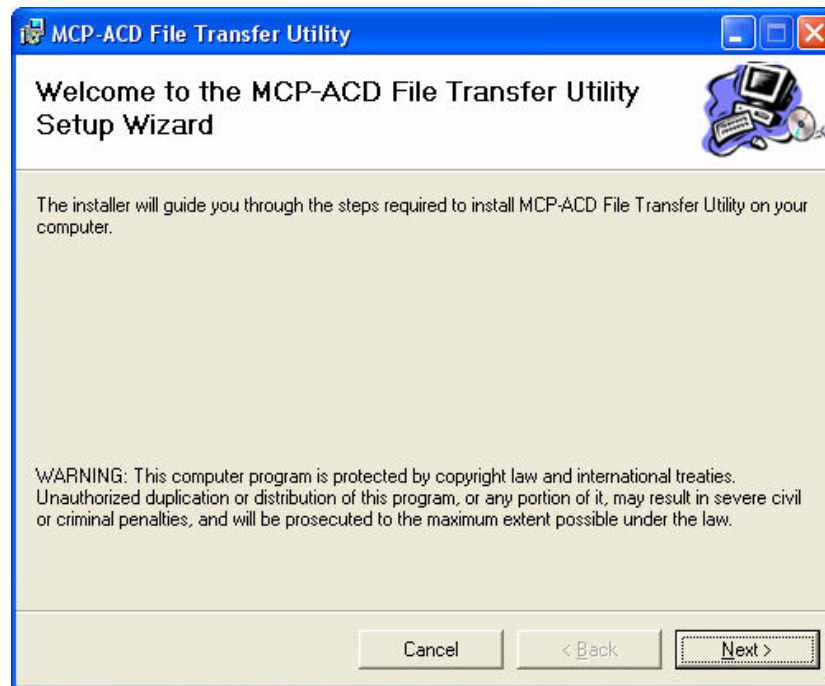 MCP-ACD File Transfer Utility
Welcome to the MCP-ACD File Transfer Utility
Setup Wizard
The installer will guide you through the steps required to install MCP-ACD File Transfer Utility on your
computer.
WARNING: This computer program is protected by copyright law and international treaties.
Unauthorized duplication or distribution of this program, or any portion of it, may result in severe civil
or criminal penalties, and will be prosecuted to the maximum extent possible under the law.
Cancel
< Back
Next >